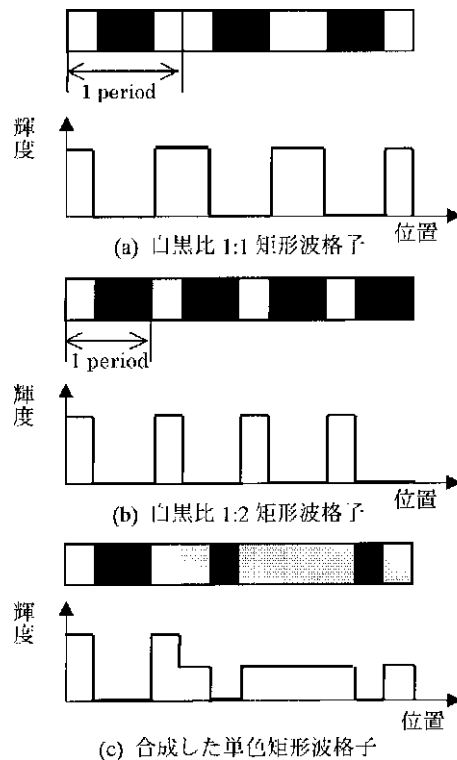 1 period
輝度
位置
(a) 白黒比 1:1 矩形波格子
1 period
輝度
位置
(b) 白黒比 1:2 矩形波格子
輝度
位置
(c) 合成した単色矩形波格子